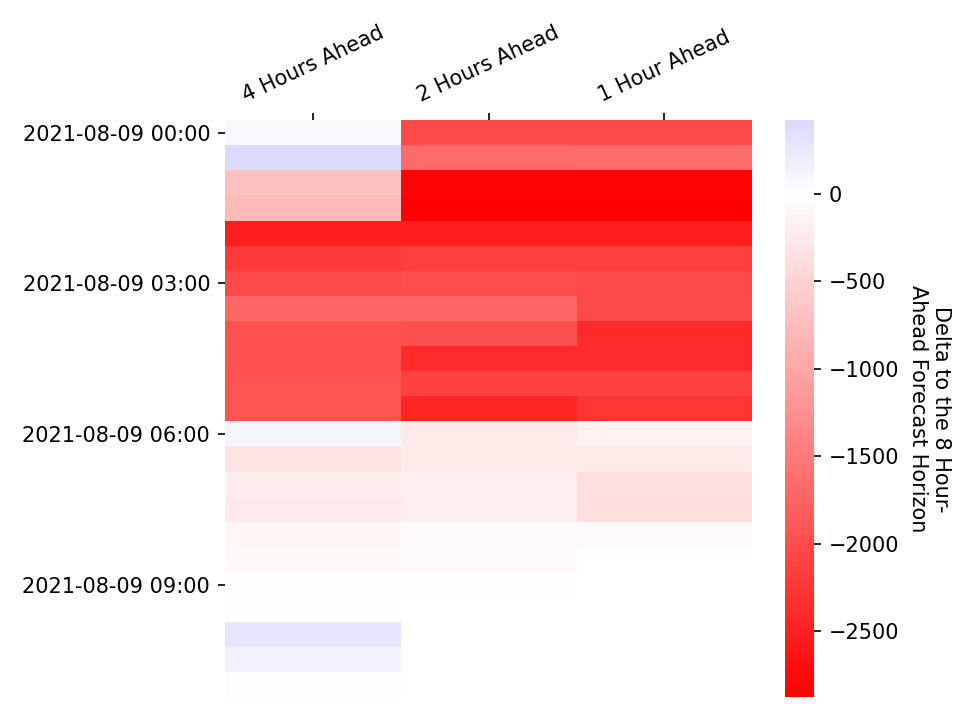 4 Hours Ahead
2 Hours Ahead
1 Hour Ahead
2021-08-09 00:00
2021-08-09 03:00
2021-08-09 06:00
2021-08-09 09:00
0
−500
−1000
−1500
−2000
−2500
Delta to the 8 Hour-
Ahead Forecast Horizon